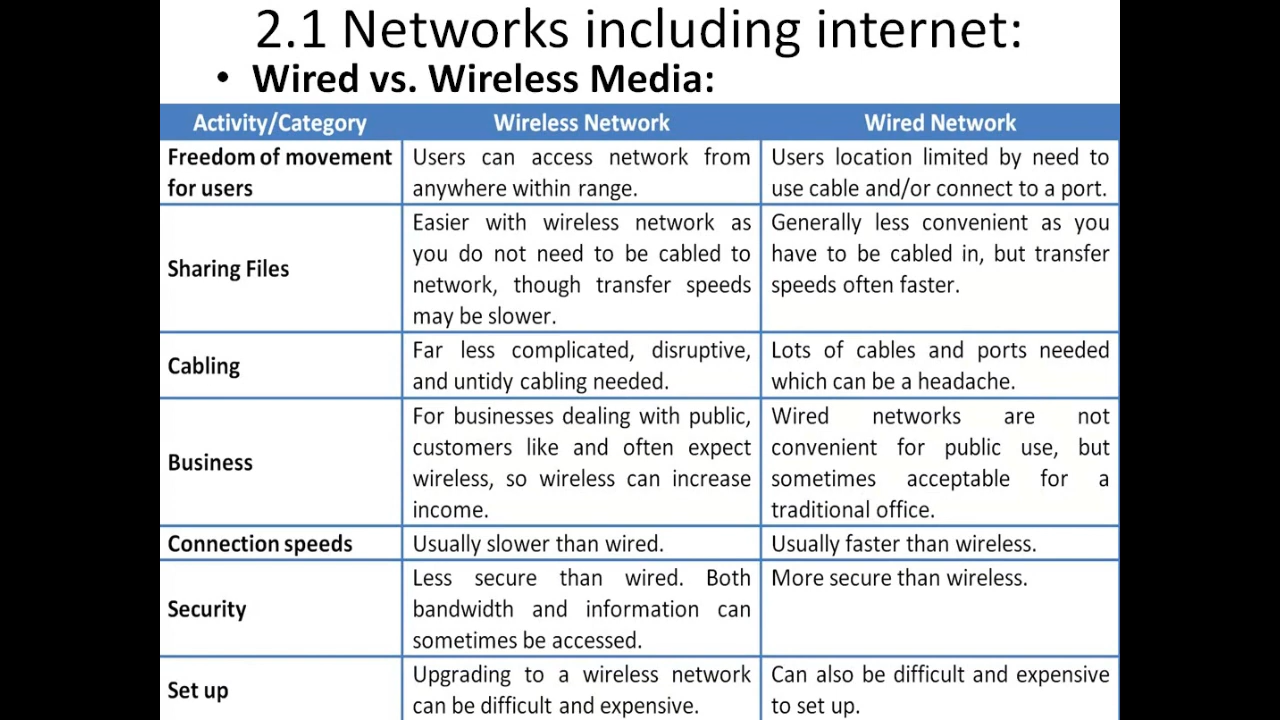 2.1 Networks including internet:
• Wired vs. Wireless Media:
Activity/Category Wireless Network Wired Network
Freedom of movement
for users
Users can access network from
anywhere within range.
Users location limited by need to
use cable and/or connect to a port.
Sharing Files
Easier with wireless network as
you do not need to be cabled to
network, though transfer speeds
may be slower.
Generally less convenient as you
have to be cabled in, but transfer
speeds often faster.
Cabling
Far less complicated, disruptive,
and untidy cabling needed.
Lots of cables and ports needed
which can be a headache.
Business
For businesses dealing with public,
customers like and often expect
wireless, so wireless can increase
income.
Wired networks are not
convenient for public use, but
sometimes acceptable for a
traditional office.
Connection speeds
Usually slower than wired.
Usually faster than wireless.
Security
Less secure than wired. Both
bandwidth and information can
sometimes be accessed.
More secure than wireless.
Set up
Upgrading to a wireless network
can be difficult and expensive.
Can also be difficult and expensive
to set up.